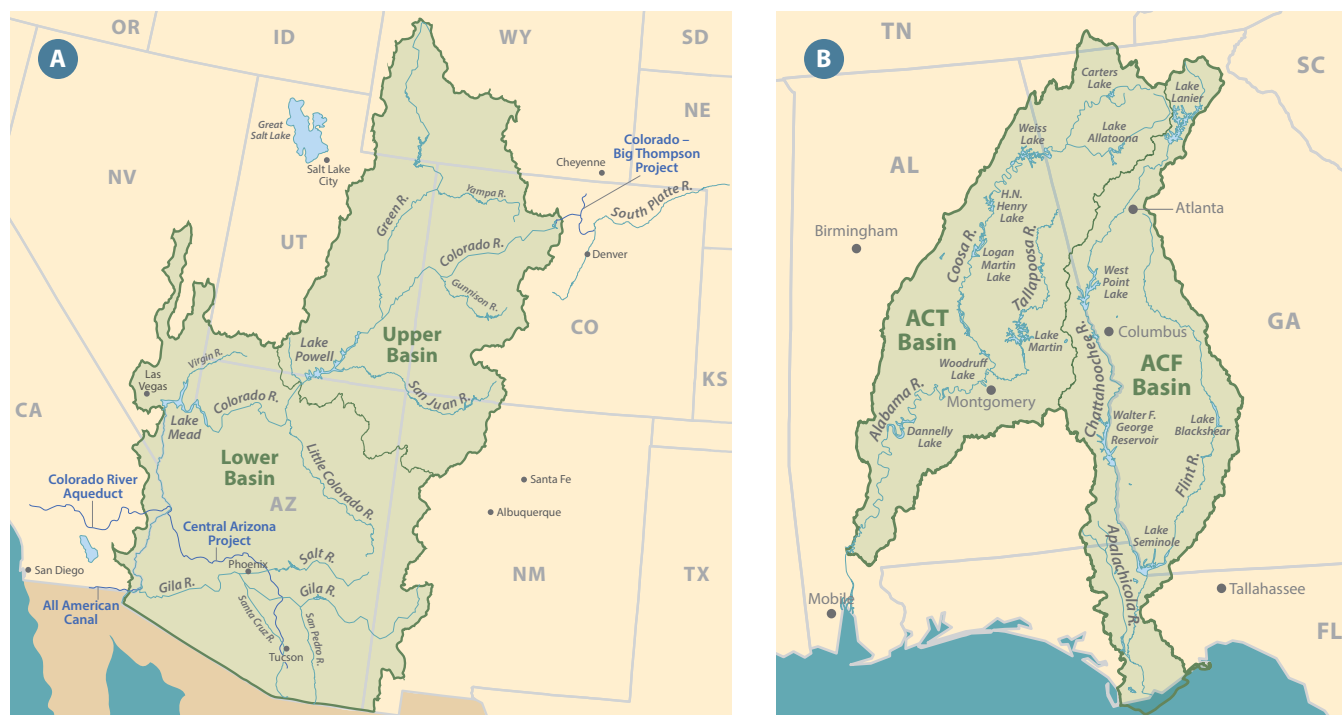 A
OR
ID
WY
SD
NE
NV
UT
CO
KS
CA
AZ
NM
TX
Great
Salt Lake
Salt Lake
City
Cheyenne
Colorado –
Big Thompson
Project
South Platte R.
Denver
Green R.
Yampa R.
Colorado R.
Gunnison R.
Upper
Basin
Lake
Powell
San Juan R.
Virgin R.
Las
Vegas
Lake
Mead
Colorado R.
Little Colorado R.
Lower
Basin
Colorado River
Aqueduct
Central Arizona
Project
Santa Fe
Albuquerque
San Diego
All American
Canal
Phoenix
Salt R.
Gila R.
Gila R.
Santa Cruz R.
San Pedro R.
Tucson
B
TN
SC
AL
GA
FL
Carters
Lake
Lake
Lanier
Weiss
Lake
Lake
Allatoona
H.N.
Henry
Lake
Atlanta
Birmingham
Coosa R.
Logan
Martin
Lake
Tallapoosa R.
West
Point
Lake
ACT
Basin
Columbus
Lake
Martin
Chattahoochee R.
ACF
Basin
Woodruff
Lake
Montgomery
Alabama R.
Dannelly
Lake
Walter F.
George
Reservoir
Lake
Blackshear
Flint R.
Lake
Seminole
Apalachicola R.
Tallahassee
Mobile